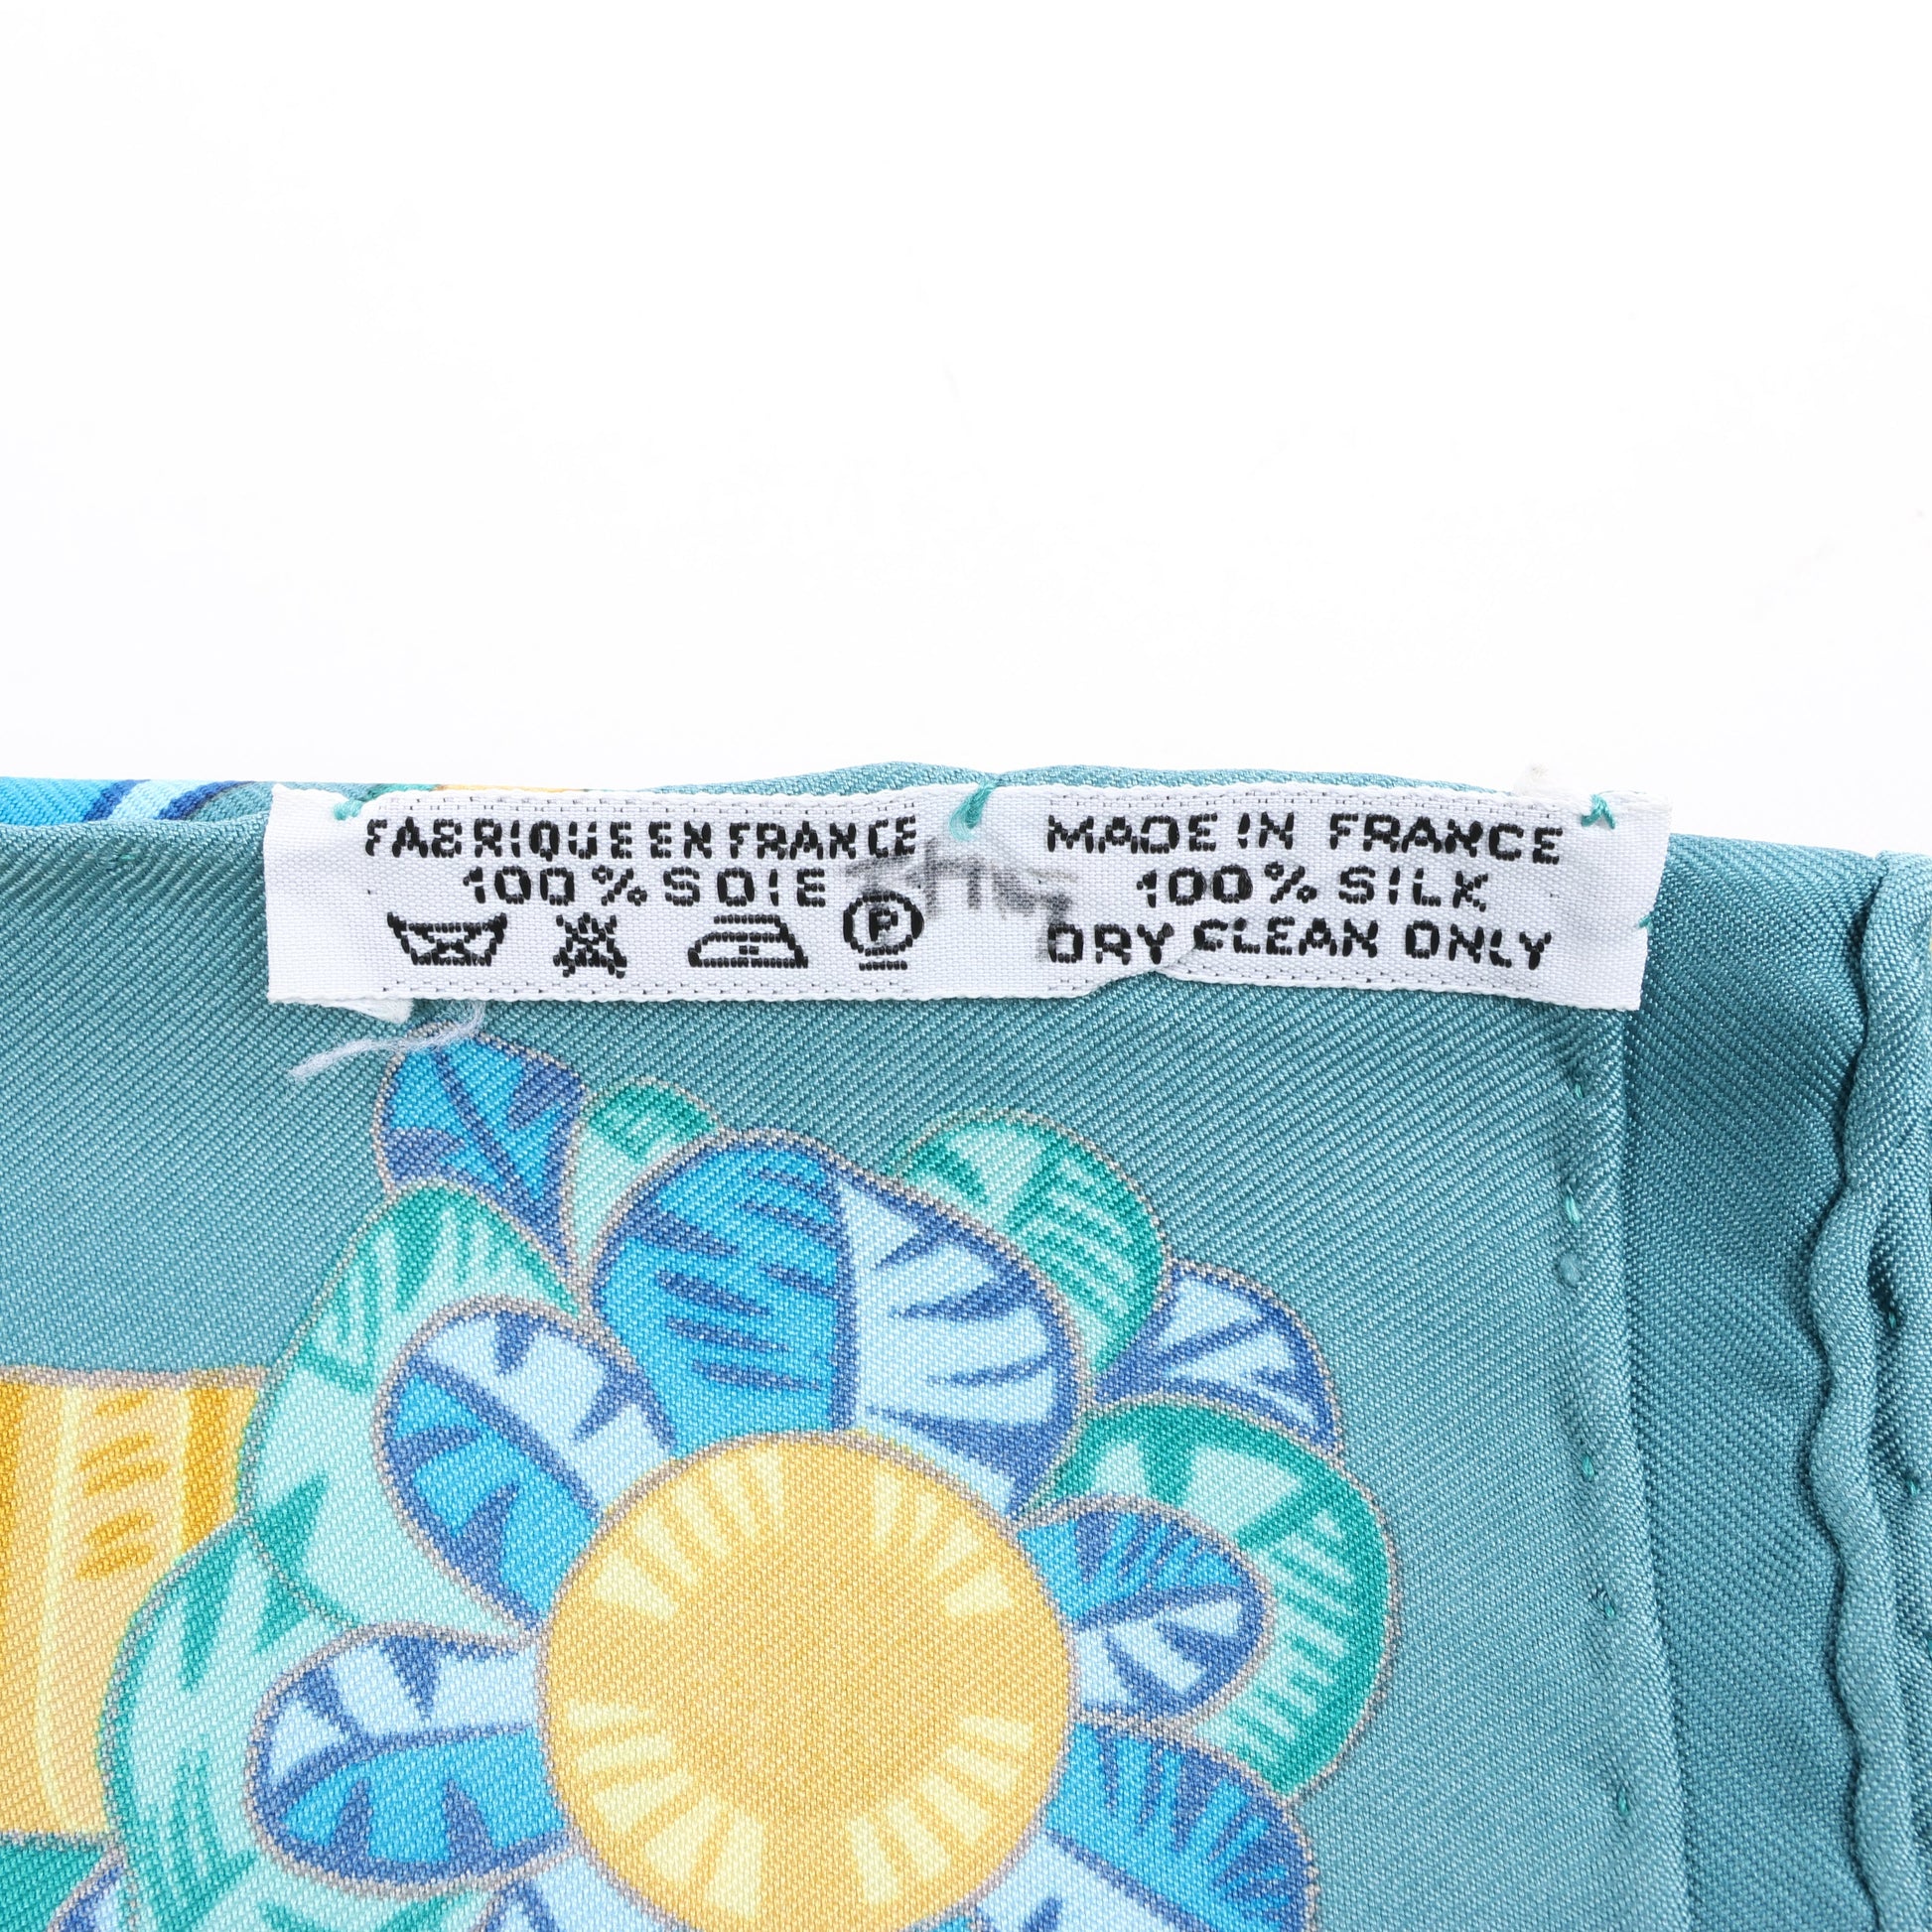 FABRIQUE EN FRANCE
100% SOIE
P
MADE IN FRANCE
100% SILK
DRY CLEAN ONLY